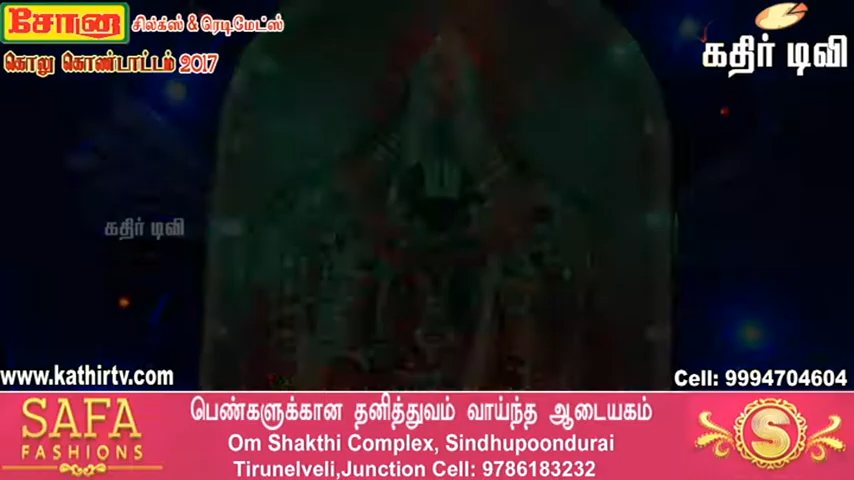 சோனா
சில்க்ஸ் & ரெடிமேட்ஸ்
கொலு கொண்டாட்டம் 2017
கதிர் டிவி
கதிர் டிவி
www.kathirtv.com
Cell: 9994704604
SAFA
FASHIONS
பெண்களுக்கான தனித்துவம் வாய்ந்த ஆடையகம்
Om Shakthi Complex, Sindhupoondurai
Tirunelveli,Junction Cell: 9786183232
S